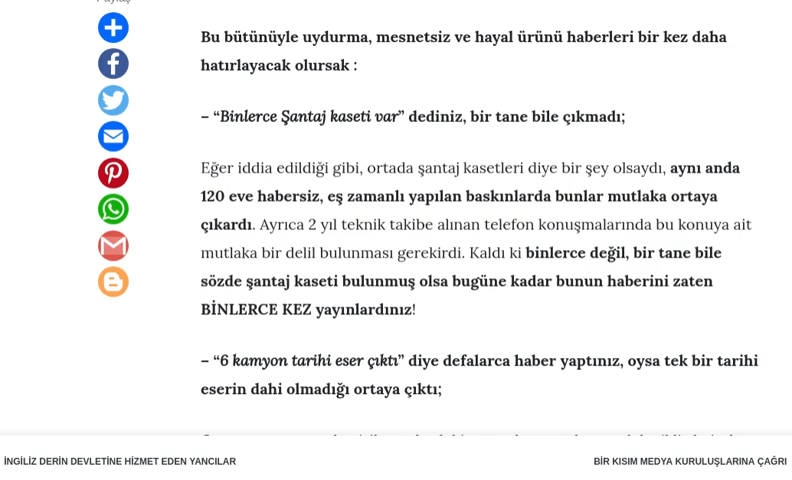 Bu bütünüyle uydurma, mesnetsiz ve hayal ürünü haberleri bir kez daha
hatırlayacak olursak :
– “Binlerce Şantaj kaseti var” dediniz, bir tane bile çıkmadı;
Eğer iddia edildiği gibi, ortada şantaj kasetleri diye bir şey olsaydı, aynı anda
120 eve habersiz, eş zamanlı yapılan baskınlarda bunlar mutlaka ortaya
çıkardı. Ayrıca 2 yıl teknik takibe alınan telefon konuşmalarında bu konuya ait
mutlaka bir delil bulunması gerekirdi. Kaldı ki binlerce değil, bir tane bile
sözde şantaj kaseti bulunmuş olsa bugüne kadar bunun haberini zaten
BİNLERCE KEZ yayınlardınız!
– “6 kamyon tarihi eser çıktı” diye defalarca haber yaptınız, oysa tek bir tarihi
eserin dahi olmadığı ortaya çıktı;
İNGİLİZ DERİN DEVLETİNE HİZMET EDEN YANCILAR
BİR KISIM MEDYA KURULUŞLARINA ÇAĞRI